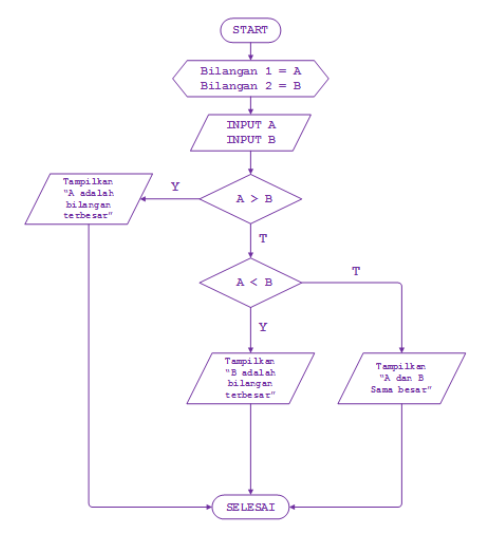 START
Bilangan 1 = A
Bilangan 2 = B
INPUT A
INPUT B
A > B
Y
Tampilkan
"A adalah
bilangan
terbesar"
T
A < B
T
Y
Tampilkan
"B adalah
bilangan
terbesar"
Tampilkan
"A dan B
Sama besar"
SELESAI